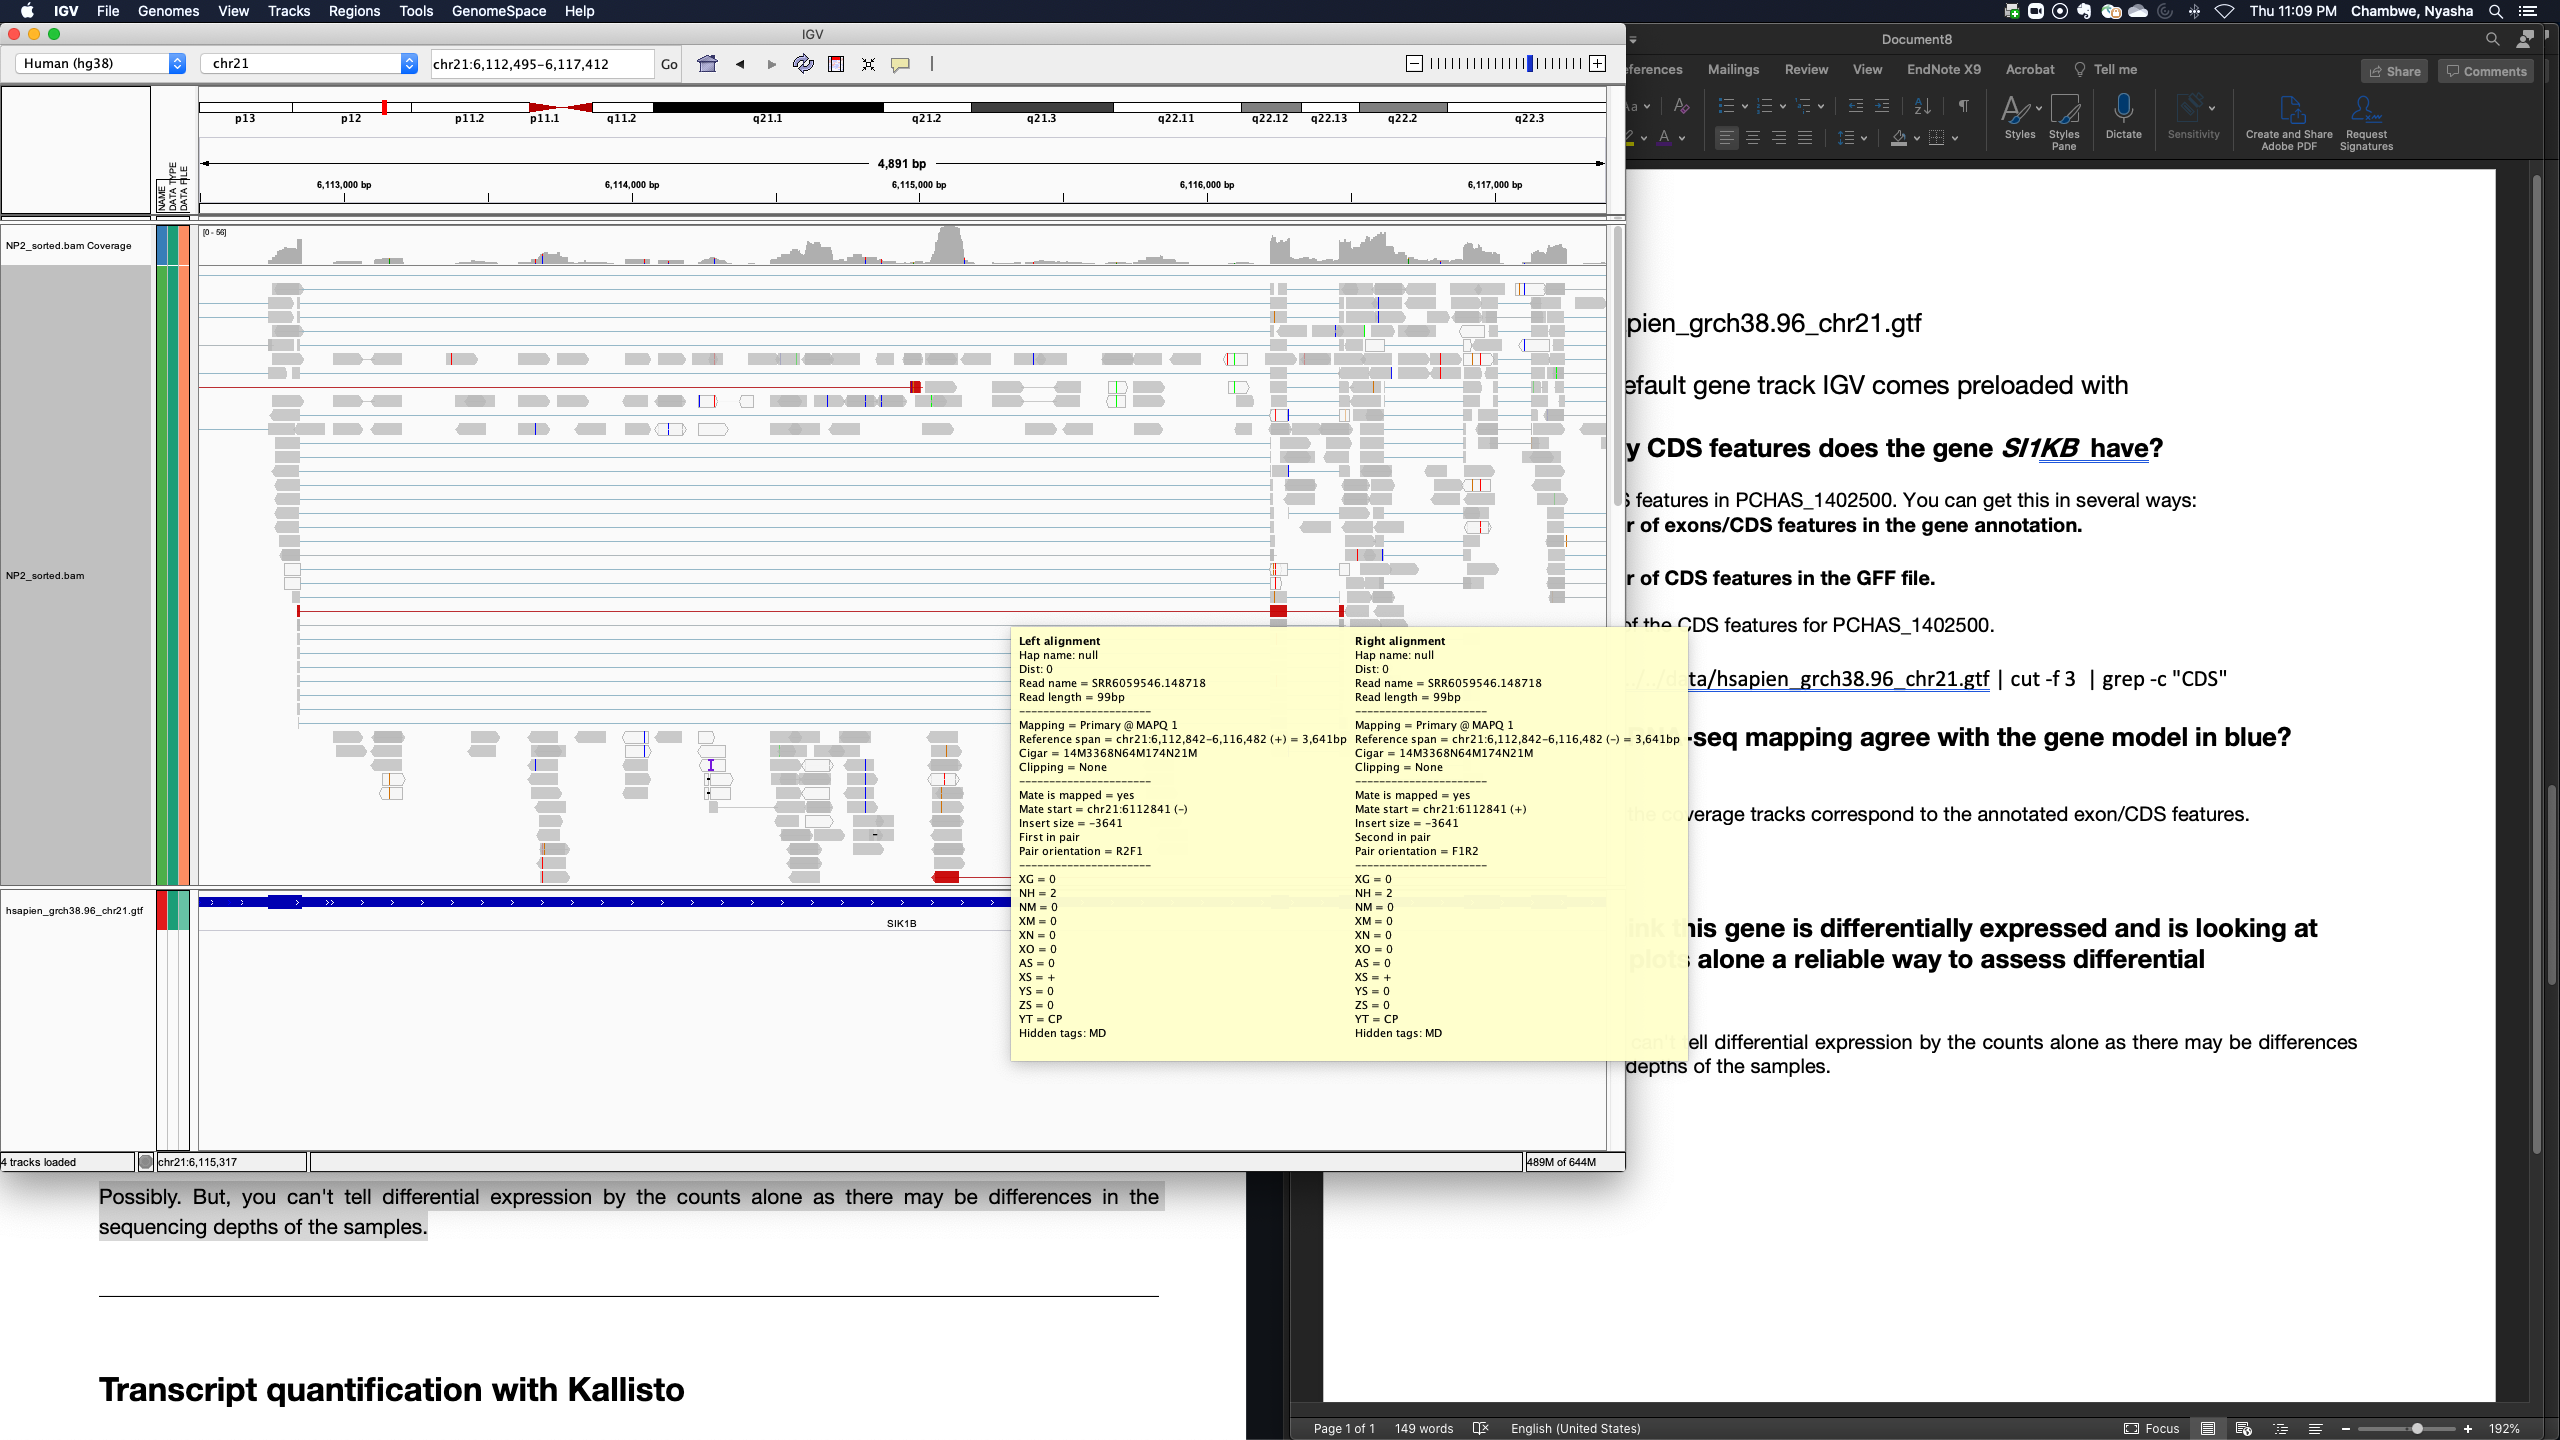 IGV File Genomes View Tracks Regions Tools GenomeSpace Help
Thu 11:09 PM Chambwe, Nyasha
IGV
Human (hg38) chr21 chr21:6,112,495-6,117,412 Go
p13 p12 p11.2 p11.1 q11.2 q21.1 q21.2 q21.3 q22.11 q22.12 q22.13 q22.2 q22.3
4,891 bp
6,113,000 bp 6,114,000 bp 6,115,000 bp 6,116,000 bp 6,117,000 bp
NAME
DATA TYPE
DATA FILE
[0 - 56]
NP2_sorted.bam Coverage
NP2_sorted.bam
Left alignment
Hap name: null
Dist: 0
Read name = SRR6059546.148718
Read length = 99bp
----------------------
Mapping = Primary @ MAPQ 1
Reference span = chr21:6,112,842-6,116,482 (+) = 3,641bp
Cigar = 14M3368N64M174N21M
Clipping = None
----------------------
Mate is mapped = yes
Mate start = chr21:6112841 (-)
Insert size = -3641
First in pair
Pair orientation = R2F1
----------------------
XG = 0
NH = 2
NM = 0
XM = 0
XN = 0
XO = 0
AS = 0
XS = +
YS = 0
ZS = 0
YT = CP
Hidden tags: MD
Right alignment
Hap name: null
Dist: 0
Read name = SRR6059546.148718
Read length = 99bp
----------------------
Mapping = Primary @ MAPQ 1
Reference span = chr21:6,112,842-6,116,482 (-) = 3,641bp
Cigar = 14M3368N64M174N21M
Clipping = None
----------------------
Mate is mapped = yes
Mate start = chr21:6112841 (+)
Insert size = -3641
Second in pair
Pair orientation = F1R2
----------------------
XG = 0
NH = 2
NM = 0
XM = 0
XN = 0
XO = 0
AS = 0
XS = +
YS = 0
ZS = 0
YT = CP
Hidden tags: MD
hsapien_grch38.96_chr21.gtf
SIK1B
4 tracks loaded chr21:6,115,317 489M of 644M
Possibly. But, you can't tell differential expression by the counts alone as there may be differences in the
sequencing depths of the samples.
Transcript quantification with Kallisto
Document8
ferences Mailings Review View EndNote X9 Acrobat Tell me Share Comments
Styles Styles Pane Dictate Sensitivity Create and Share Adobe PDF Request Signatures
pien_grch38.96_chr21.gtf
efault gene track IGV comes preloaded with
y CDS features does the gene SI1KB have?
S features in PCHAS_1402500. You can get this in several ways:
r of exons/CDS features in the gene annotation.
r of CDS features in the GFF file.
of the CDS features for PCHAS_1402500.
../../data/hsapien_grch38.96_chr21.gtf | cut -f 3 | grep -c "CDS"
-seq mapping agree with the gene model in blue?
the coverage tracks correspond to the annotated exon/CDS features.
ink this gene is differentially expressed and is looking at
plots alone a reliable way to assess differential
can't tell differential expression by the counts alone as there may be differences
depths of the samples.
Page 1 of 1 149 words English (United States) Focus 192%